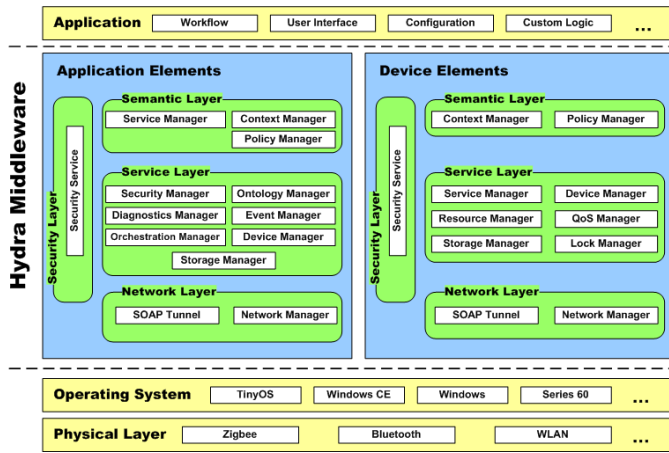 Application Workflow User Interface Configuration Custom Logic ...
Hydra Middleware
Application Elements
Security Layer
Security Service
Semantic Layer
Service Manager Context Manager
Policy Manager
Service Layer
Security Manager Ontology Manager
Diagnostics Manager Event Manager
Orchestration Manager Device Manager
Storage Manager
Network Layer
SOAP Tunnel Network Manager
Device Elements
Security Layer
Security Service
Semantic Layer
Context Manager Policy Manager
Service Layer
Service Manager Device Manager
Resource Manager QoS Manager
Storage Manager Lock Manager
Network Layer
SOAP Tunnel Network Manager
Operating System TinyOS Windows CE Windows Series 60 ...
Physical Layer Zigbee Bluetooth WLAN ...